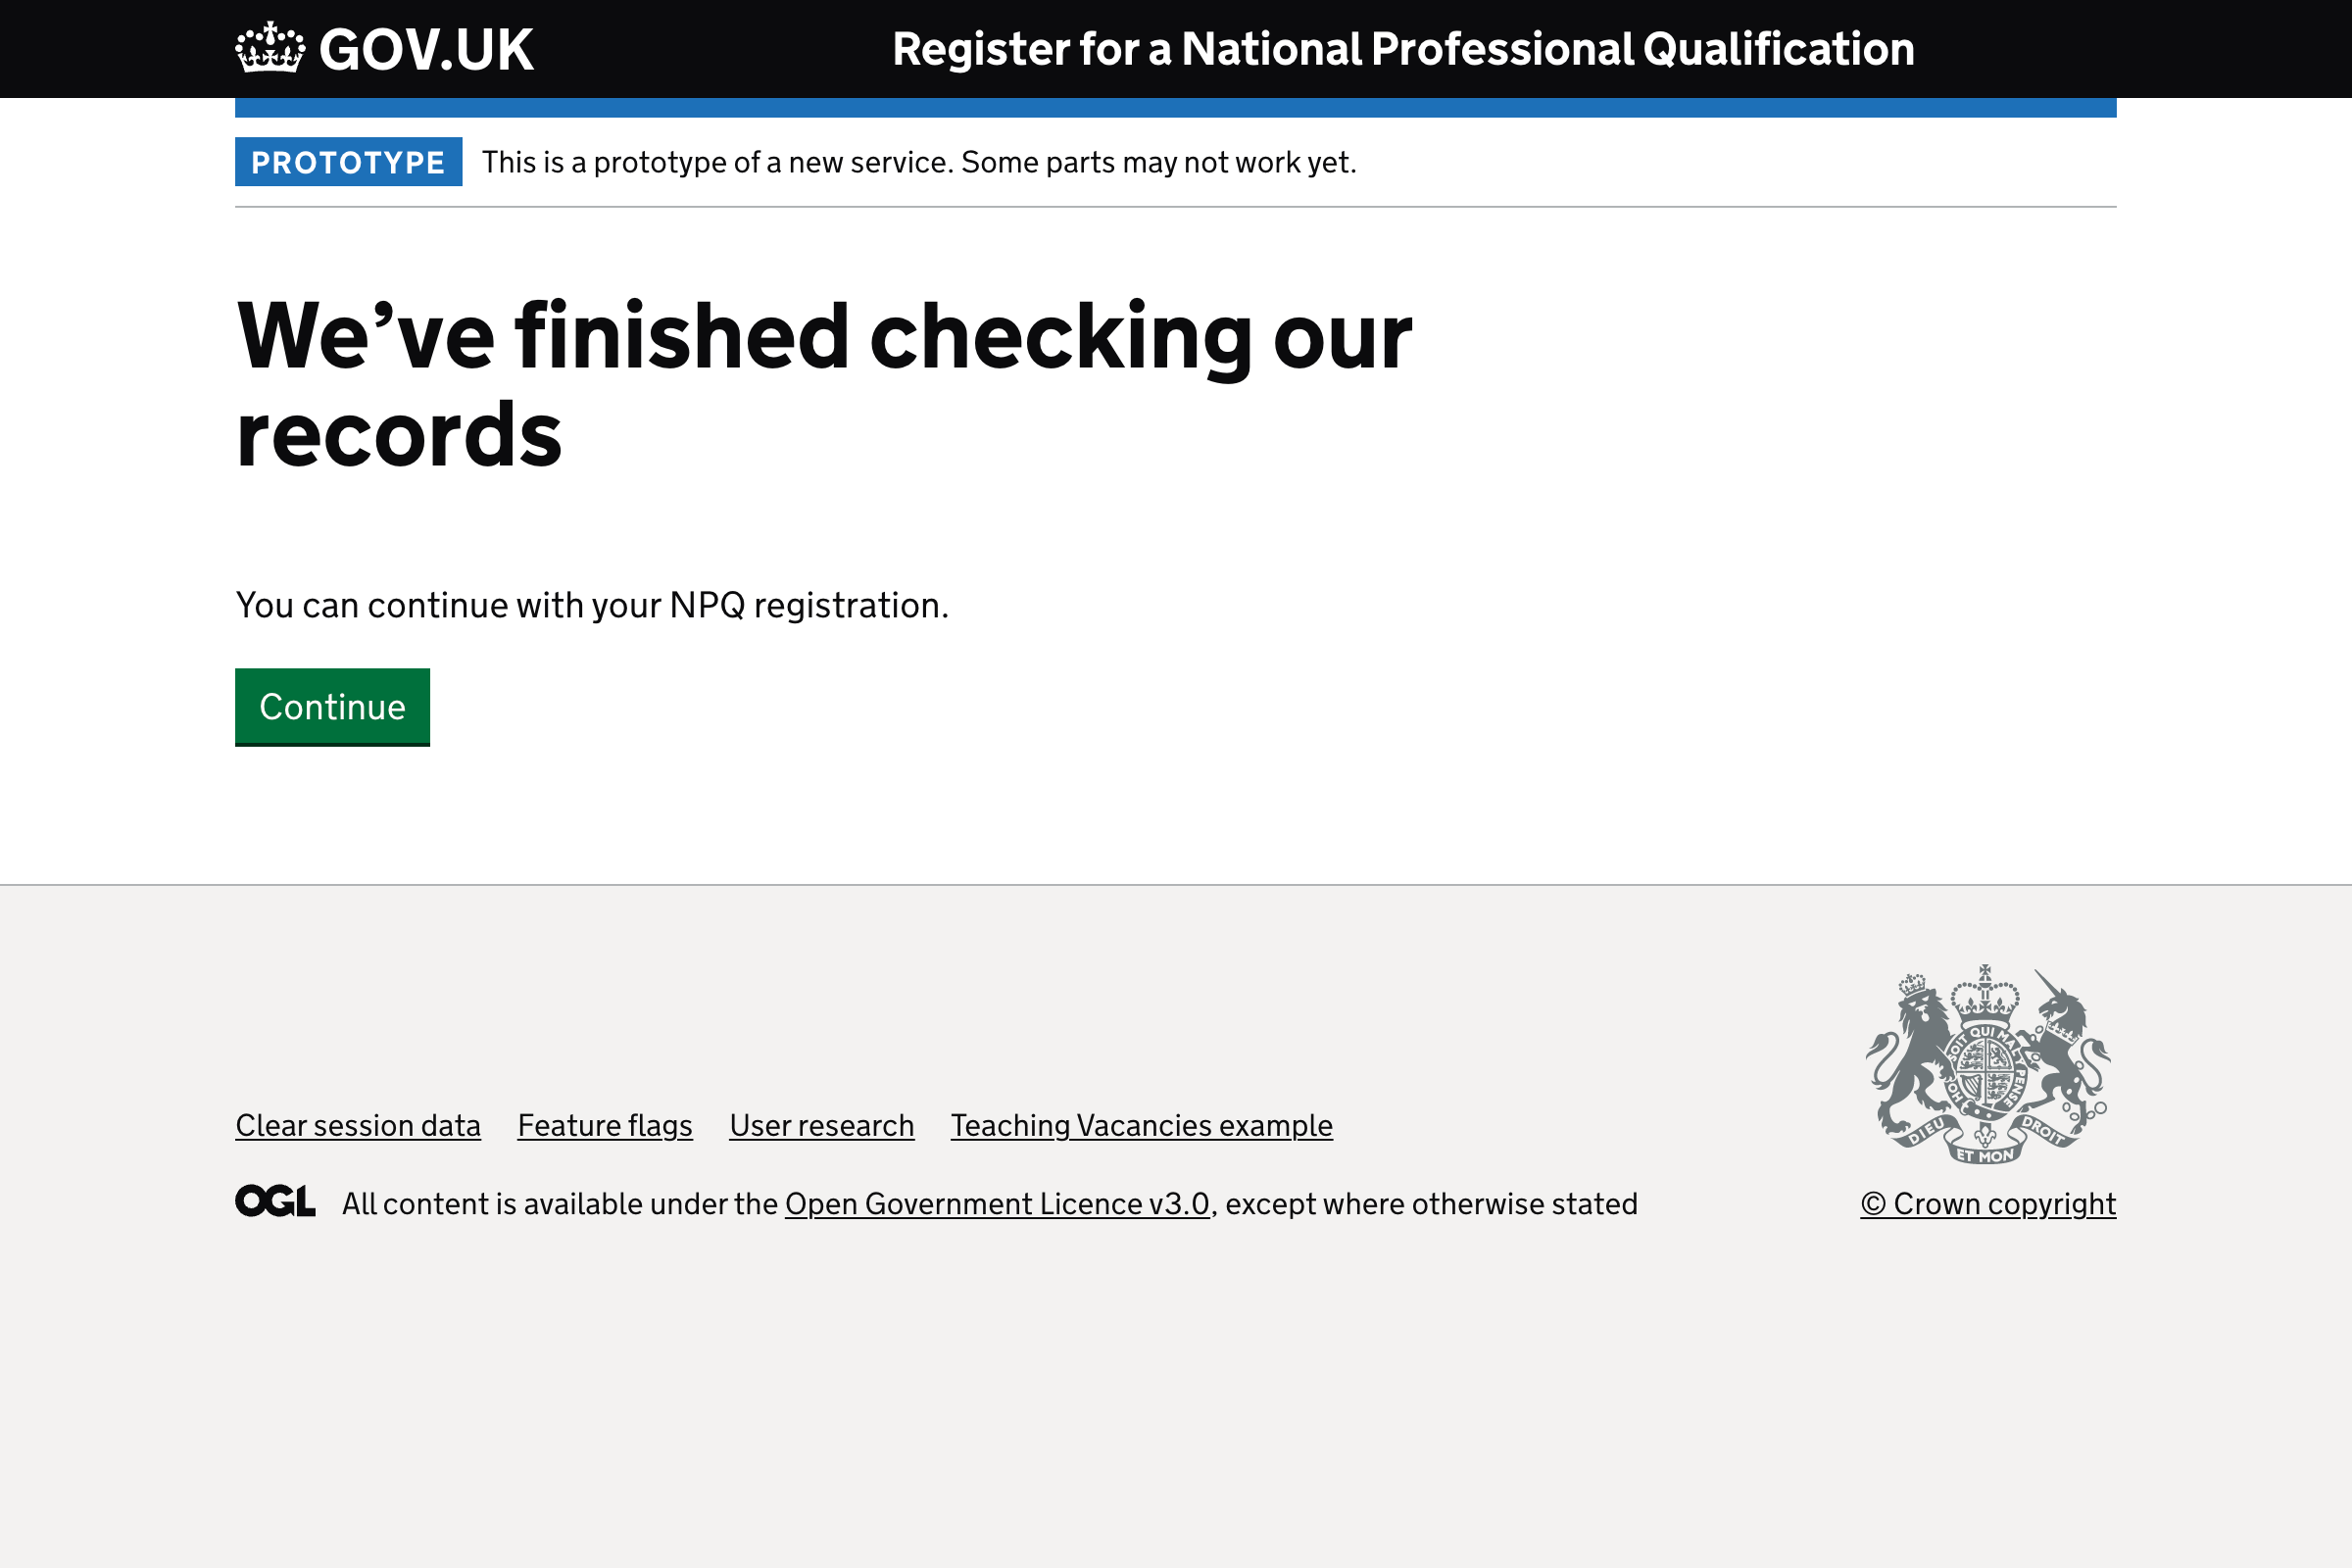 GOV.UK
Register for a National Professional Qualification
PROTOTYPE
This is a prototype of a new service. Some parts may not work yet.
We’ve finished checking our
records
You can continue with your NPQ registration.
Continue
HONI SOIT QUI MAL Y PENSE
DIEU ET MON DROIT
Clear session data
Feature flags
User research
Teaching Vacancies example
OGL
All content is available under the Open Government Licence v3.0, except where otherwise stated
© Crown copyright